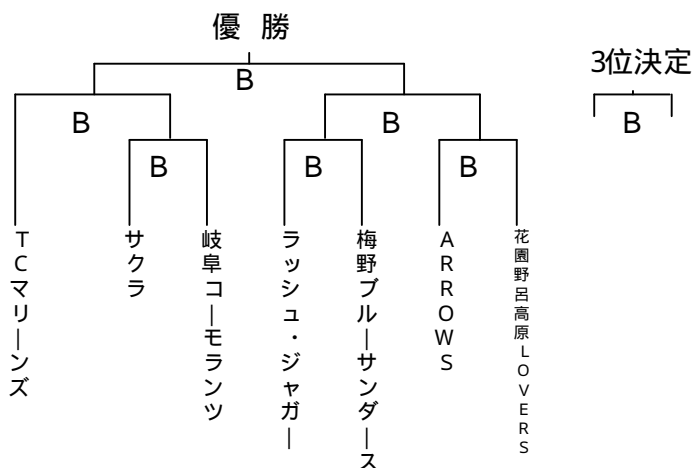 優 勝
3位決定
B
B
B
B
B
B
B
TCマリーンズ
サクラ
岐阜コーモランツ
ラッシュ・ジャガー
梅野ブルーサンダース
ARROWS
花園野呂高原LOVERS